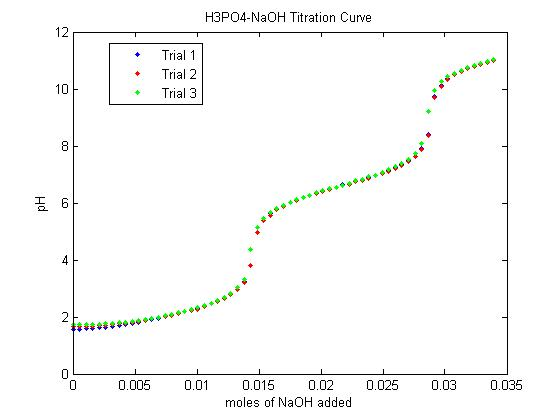 H3PO4-NaOH Titration Curve
12
10
8
6
4
2
0
pH
Trial 1
Trial 2
Trial 3
0 0.005 0.01 0.015 0.02 0.025 0.03 0.035
moles of NaOH added